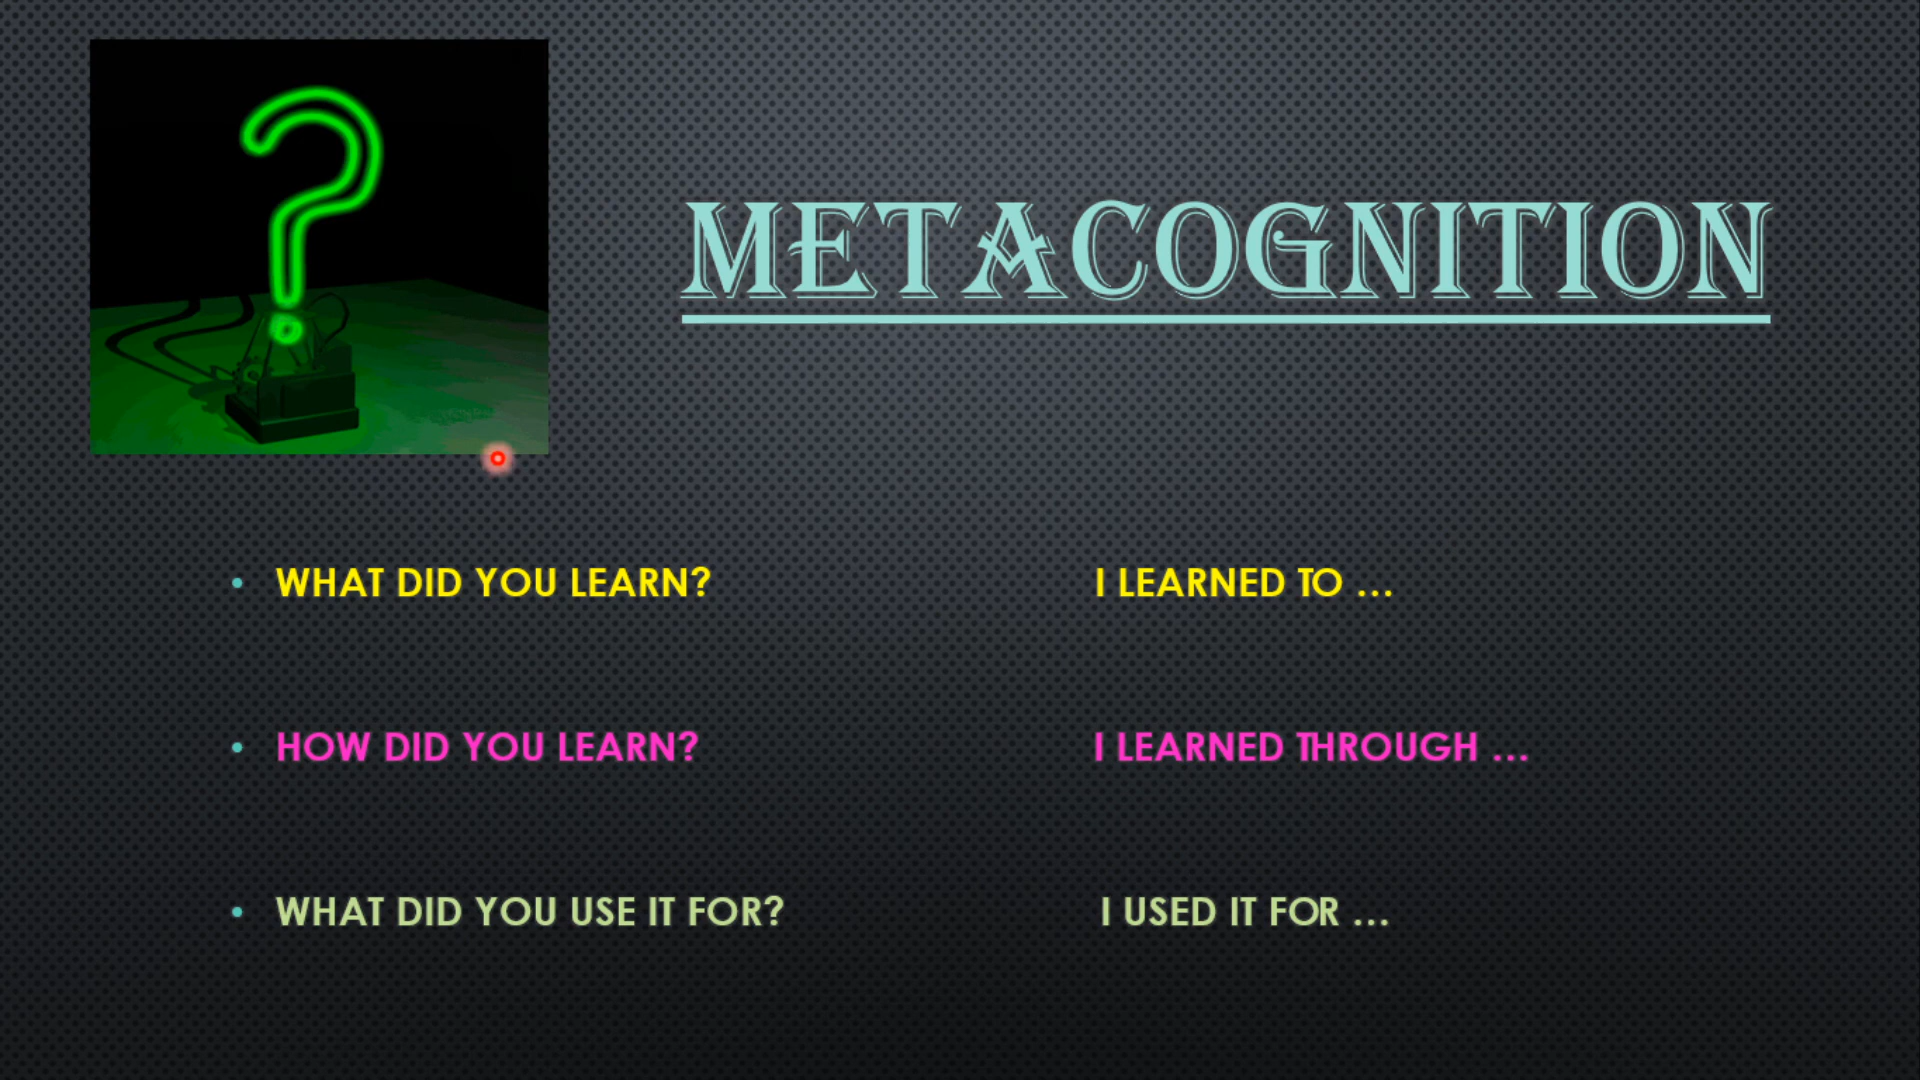 METACOGNITION
• WHAT DID YOU LEARN? I LEARNED TO ...
• HOW DID YOU LEARN? I LEARNED THROUGH ...
• WHAT DID YOU USE IT FOR? I USED IT FOR ...